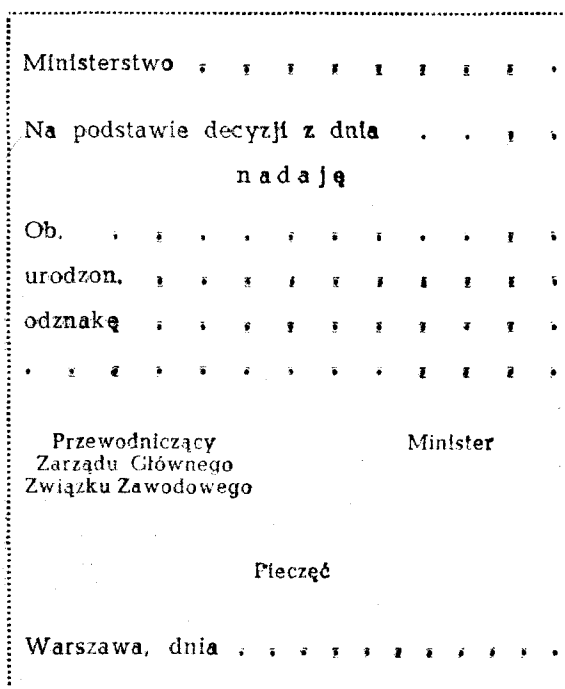 Ministerstwo . . . . . . . . .
Na podstawie decyzji z dnia . . . .
nadaję
Ob. . . . . . . . . . . .
urodzon. . . . . . . . . . .
odznakę . . . . . . . . . .
. . . . . . . . . . . . .
Przewodniczący
Zarządu Głównego
Związku Zawodowego
Minister
Pieczęć
Warszawa, dnia . . . . . . . . . . .